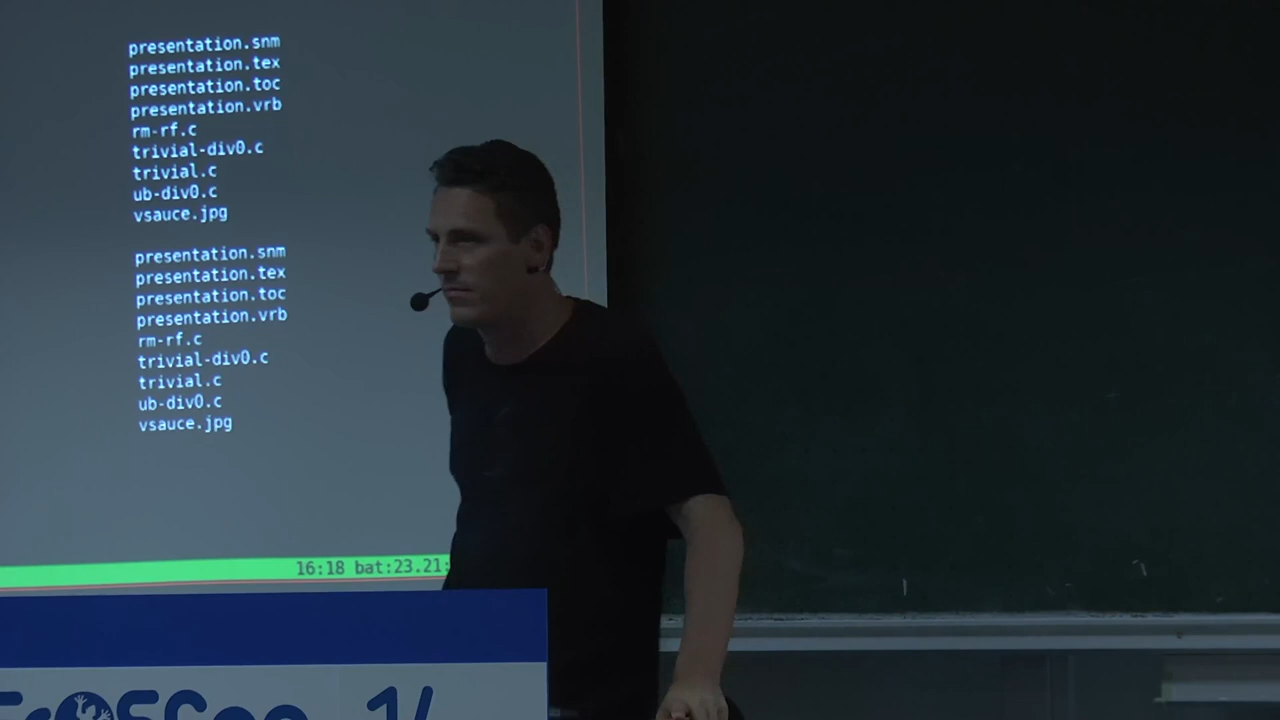 presentation.snm
presentation.tex
presentation.toc
presentation.vrb
rm-rf.c
trivial-div0.c
trivial.c
ub-div0.c
vsauce.jpg
presentation.snm
presentation.tex
presentation.toc
presentation.vrb
rm-rf.c
trivial-div0.c
trivial.c
ub-div0.c
vsauce.jpg
16:18 bat:23.21: